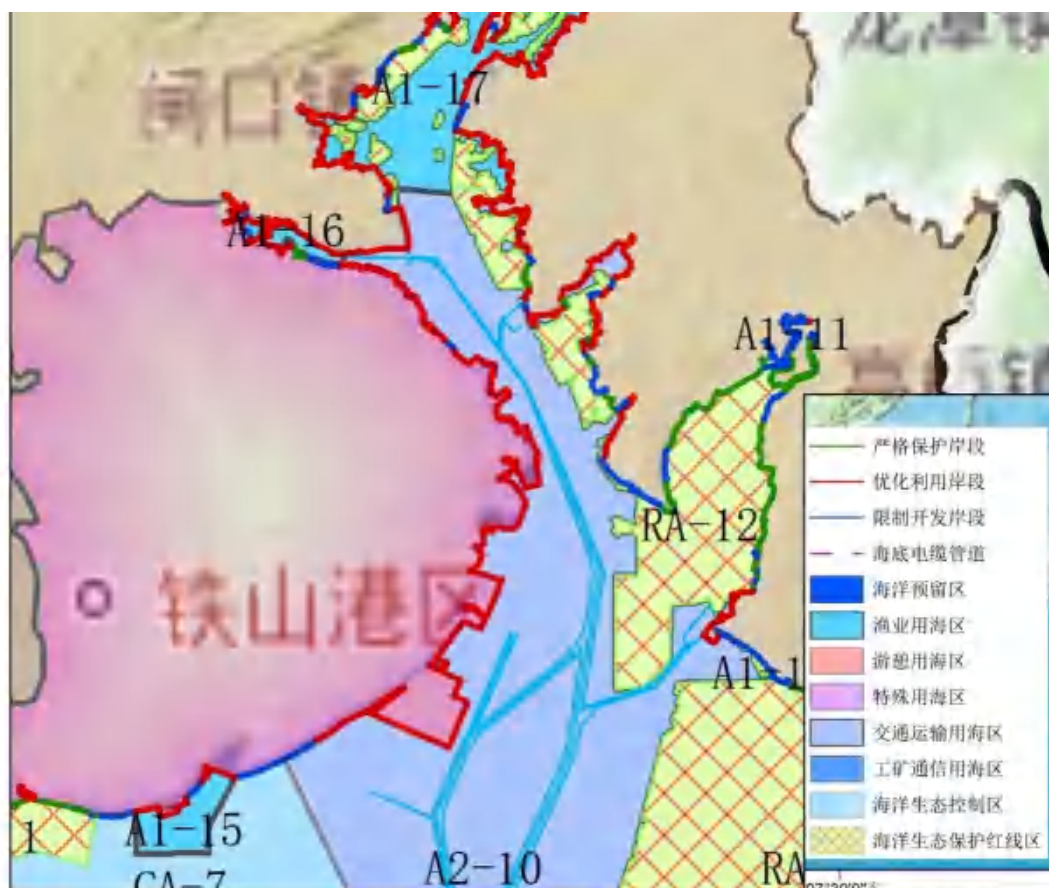 A1-17
闸口镇
A1-16
A1-11
铁山港区
RA-12
A1-1
1
A1-15
CA-7
A2-10
RA
严格保护岸段
优化利用岸段
限制开发岸段
海底电缆管道
海洋预留区
渔业用海区
游憩用海区
特殊用海区
交通运输用海区
工矿通信用海区
海洋生态控制区
海洋生态保护红线区